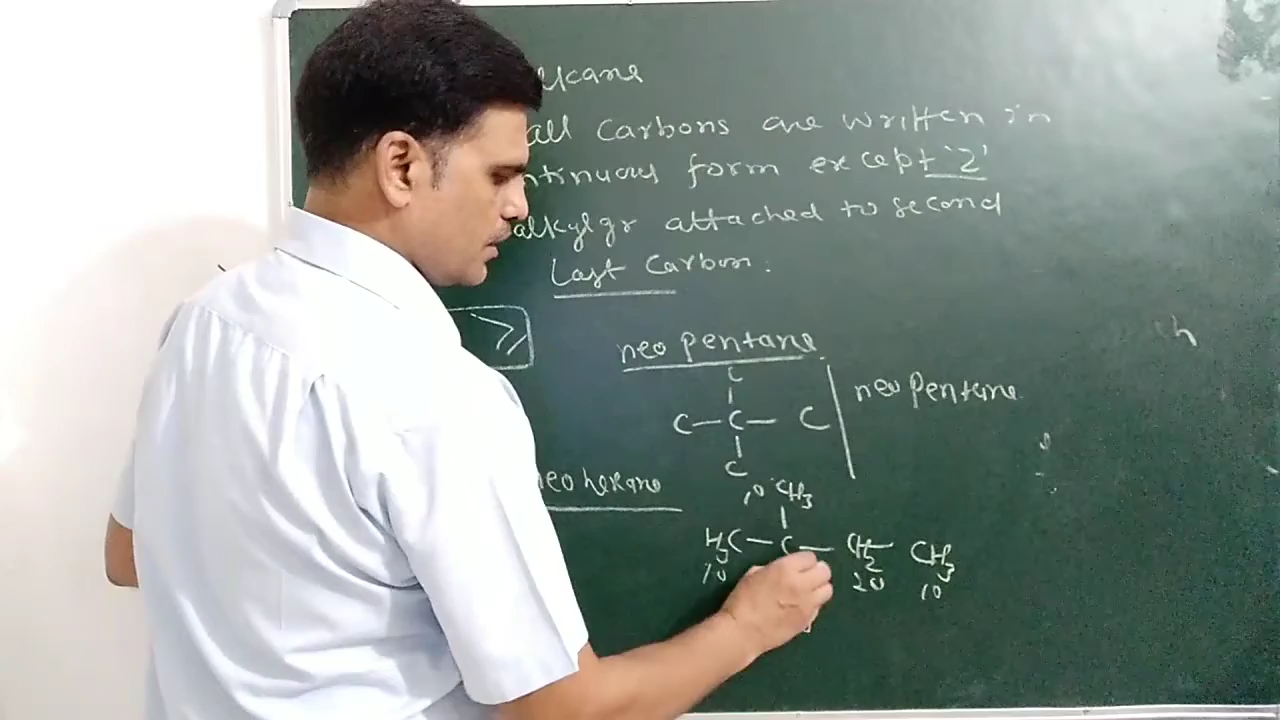 lkane
all Carbons are written in
ntinuous form except '2'
alkyl gr attached to second
Last Carbon.
≥
neo pentane
C
C—C—C
C
neo Pentane
eo hexane
1° CH3
H3C—C—CH2—CH3
1° 2° 1°